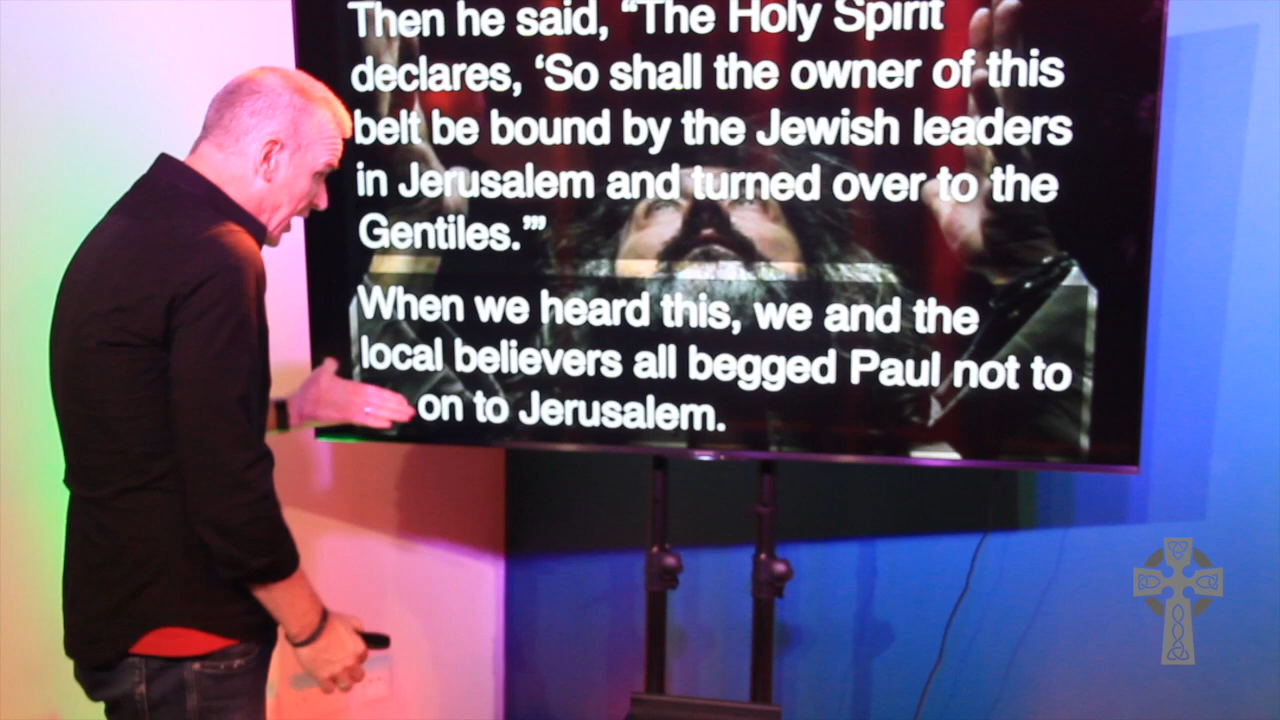 Then he said, “The Holy Spirit
declares, ‘So shall the owner of this
belt be bound by the Jewish leaders
in Jerusalem and turned over to the
Gentiles.’”
When we heard this, we and the
local believers all begged Paul not to
on to Jerusalem.